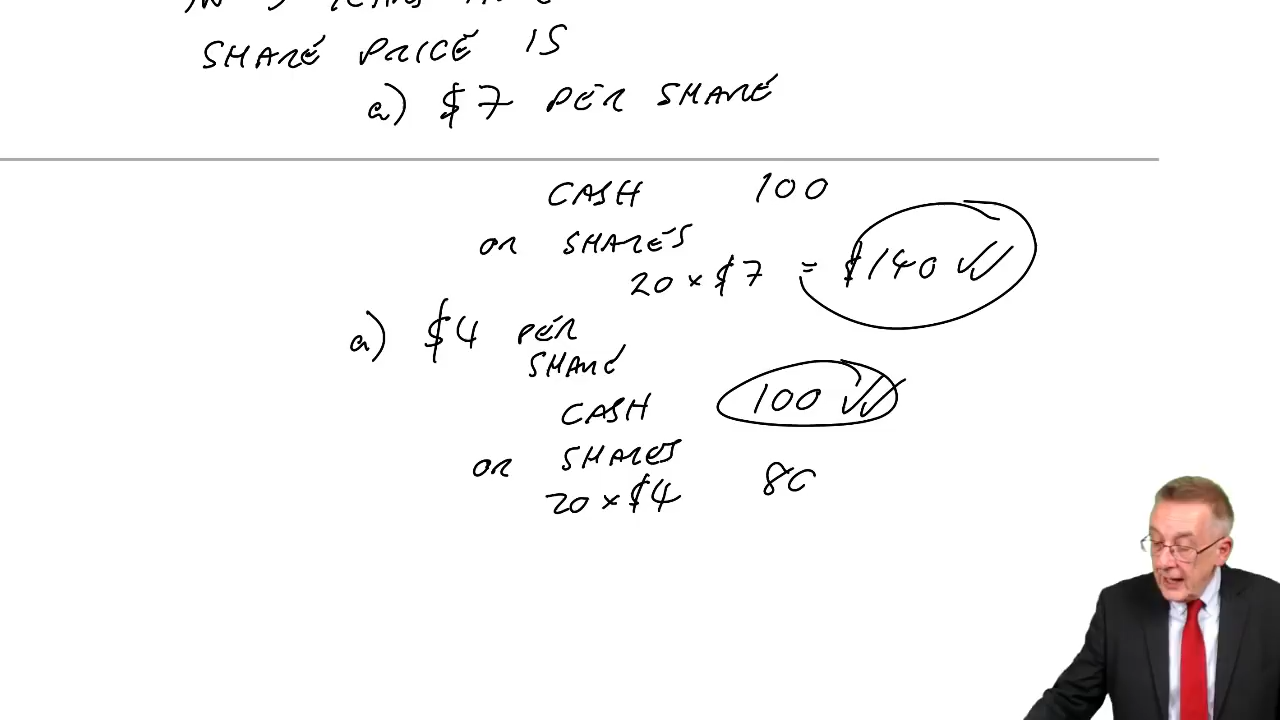 SHARE PRICE IS
a) $7 PER SHARE
CASH 100
OR SHARES
20 × $7 = $140 ✓✓
a) $4 PER
SHARE
CASH 100 ✓✓
OR SHARES
20 × $4 80